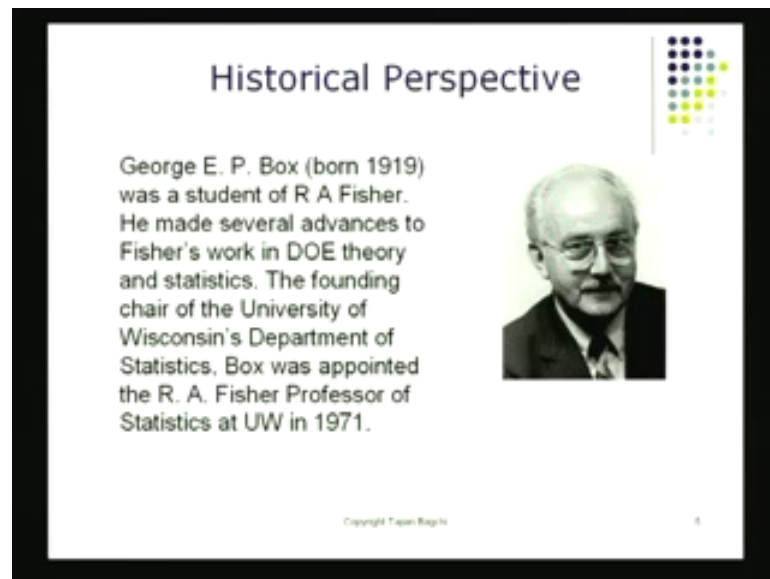 Historical Perspective
George E. P. Box (born 1919)
was a student of R A Fisher.
He made several advances to
Fisher's work in DOE theory
and statistics. The founding
chair of the University of
Wisconsin's Department of
Statistics, Box was appointed
the R. A. Fisher Professor of
Statistics at UW in 1971.
Copyright Tapan Bagchi